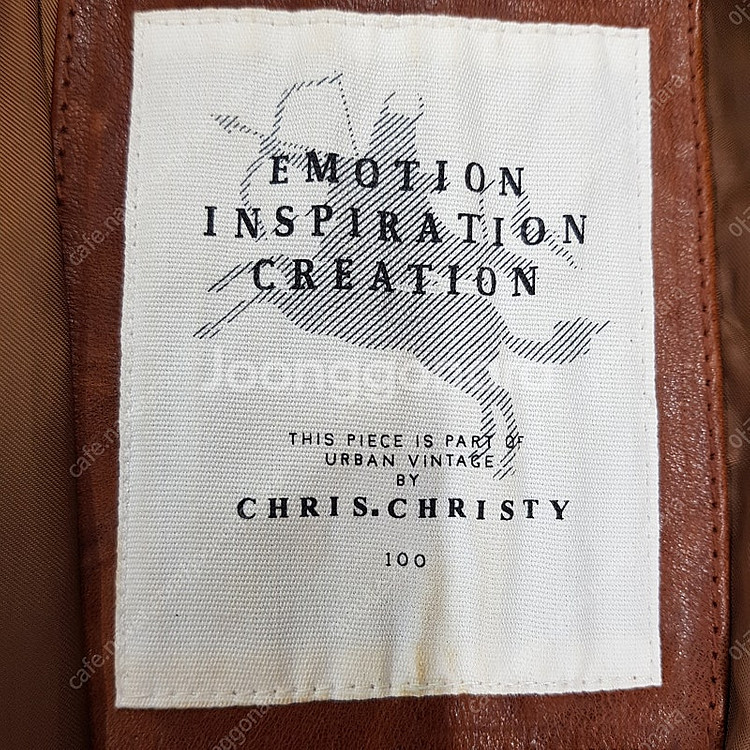 EMOTION
INSPIRATION
CREATION
THIS PIECE IS PART OF
URBAN VINTAGE
BY
CHRIS.CHRISTY
100